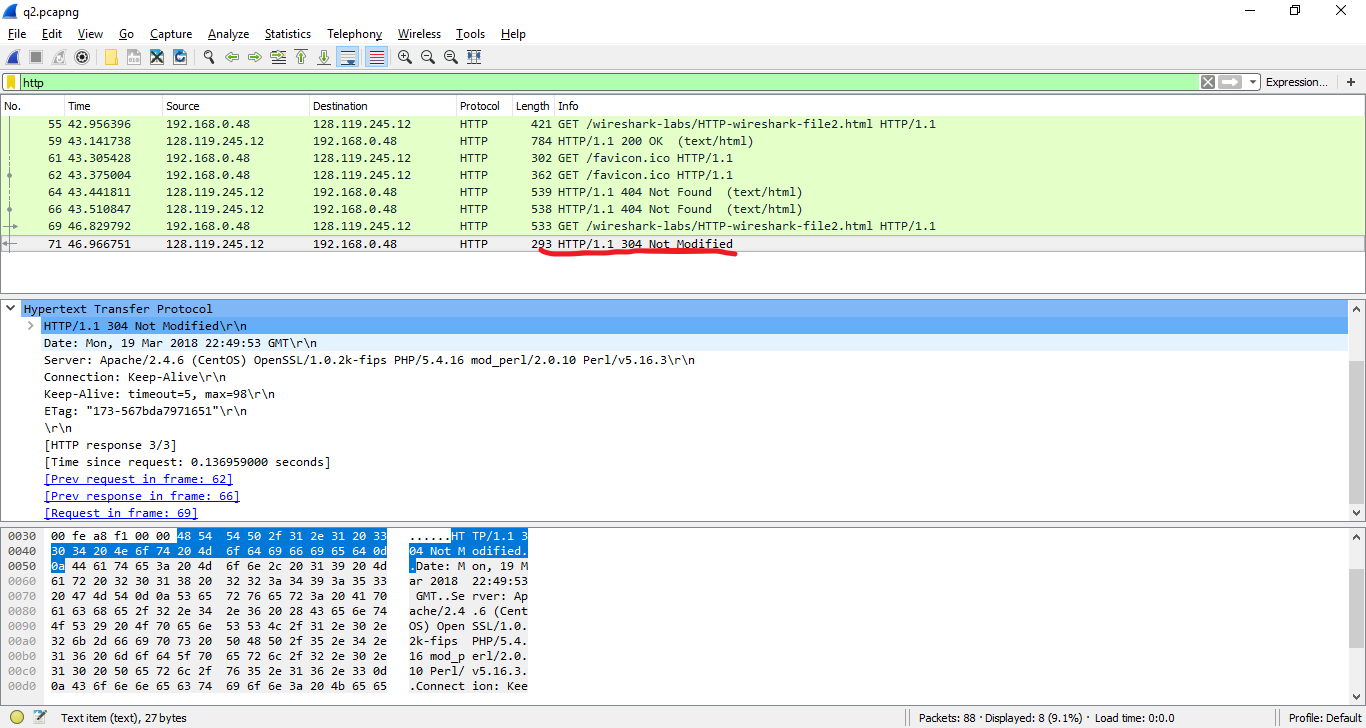 q2.pcapng
File Edit View Go Capture Analyze Statistics Telephony Wireless Tools Help
http Expression... +
No. Time Source Destination Protocol Length Info
55 42.956396 192.168.0.48 128.119.245.12 HTTP 421 GET /wireshark-labs/HTTP-wireshark-file2.html HTTP/1.1
59 43.141738 128.119.245.12 192.168.0.48 HTTP 784 HTTP/1.1 200 OK (text/html)
61 43.305428 192.168.0.48 128.119.245.12 HTTP 302 GET /favicon.ico HTTP/1.1
62 43.375004 192.168.0.48 128.119.245.12 HTTP 362 GET /favicon.ico HTTP/1.1
64 43.441811 128.119.245.12 192.168.0.48 HTTP 539 HTTP/1.1 404 Not Found (text/html)
66 43.510847 128.119.245.12 192.168.0.48 HTTP 538 HTTP/1.1 404 Not Found (text/html)
69 46.829792 192.168.0.48 128.119.245.12 HTTP 533 GET /wireshark-labs/HTTP-wireshark-file2.html HTTP/1.1
71 46.966751 128.119.245.12 192.168.0.48 HTTP 293 HTTP/1.1 304 Not Modified
Hypertext Transfer Protocol
HTTP/1.1 304 Not Modified\r\n
Date: Mon, 19 Mar 2018 22:49:53 GMT\r\n
Server: Apache/2.4.6 (CentOS) OpenSSL/1.0.2k-fips PHP/5.4.16 mod_perl/2.0.10 Perl/v5.16.3\r\n
Connection: Keep-Alive\r\n
Keep-Alive: timeout=5, max=98\r\n
ETag: "173-567bda7971651"\r\n
\r\n
[HTTP response 3/3]
[Time since request: 0.136959000 seconds]
[Prev request in frame: 62]
[Prev response in frame: 66]
[Request in frame: 69]
0030 00 fe a8 f1 00 00 48 54 54 50 2f 31 2e 31 20 33 ......HT TP/1.1 3
0040 30 34 20 4e 6f 74 20 4d 6f 64 69 66 69 65 64 0d 04 Not M odified.
0050 0a 44 61 74 65 3a 20 4d 6f 6e 2c 20 31 39 20 4d .Date: M on, 19 M
0060 61 72 20 32 30 31 38 20 32 32 3a 34 39 3a 35 33 ar 2018 22:49:53
0070 20 47 4d 54 0d 0a 53 65 72 76 65 72 3a 20 41 70 GMT..Se rver: Ap
0080 61 63 68 65 2f 32 2e 34 2e 36 20 28 43 65 6e 74 ache/2.4 .6 (Cent
0090 4f 53 29 20 4f 70 65 6e 53 53 4c 2f 31 2e 30 2e OS) Open SSL/1.0.
00a0 32 6b 2d 66 69 70 73 20 50 48 50 2f 35 2e 34 2e 2k-fips PHP/5.4.
00b0 31 36 20 6d 6f 64 5f 70 65 72 6c 2f 32 2e 30 2e 16 mod_p erl/2.0.
00c0 31 30 20 50 65 72 6c 2f 76 35 2e 31 36 2e 33 0d 10 Perl/ v5.16.3.
00d0 0a 43 6f 6e 6e 65 63 74 69 6f 6e 3a 20 4b 65 65 .Connect ion: Kee
Text item (text), 27 bytes Packets: 88 · Displayed: 8 (9.1%) · Load time: 0:0.0 Profile: Default